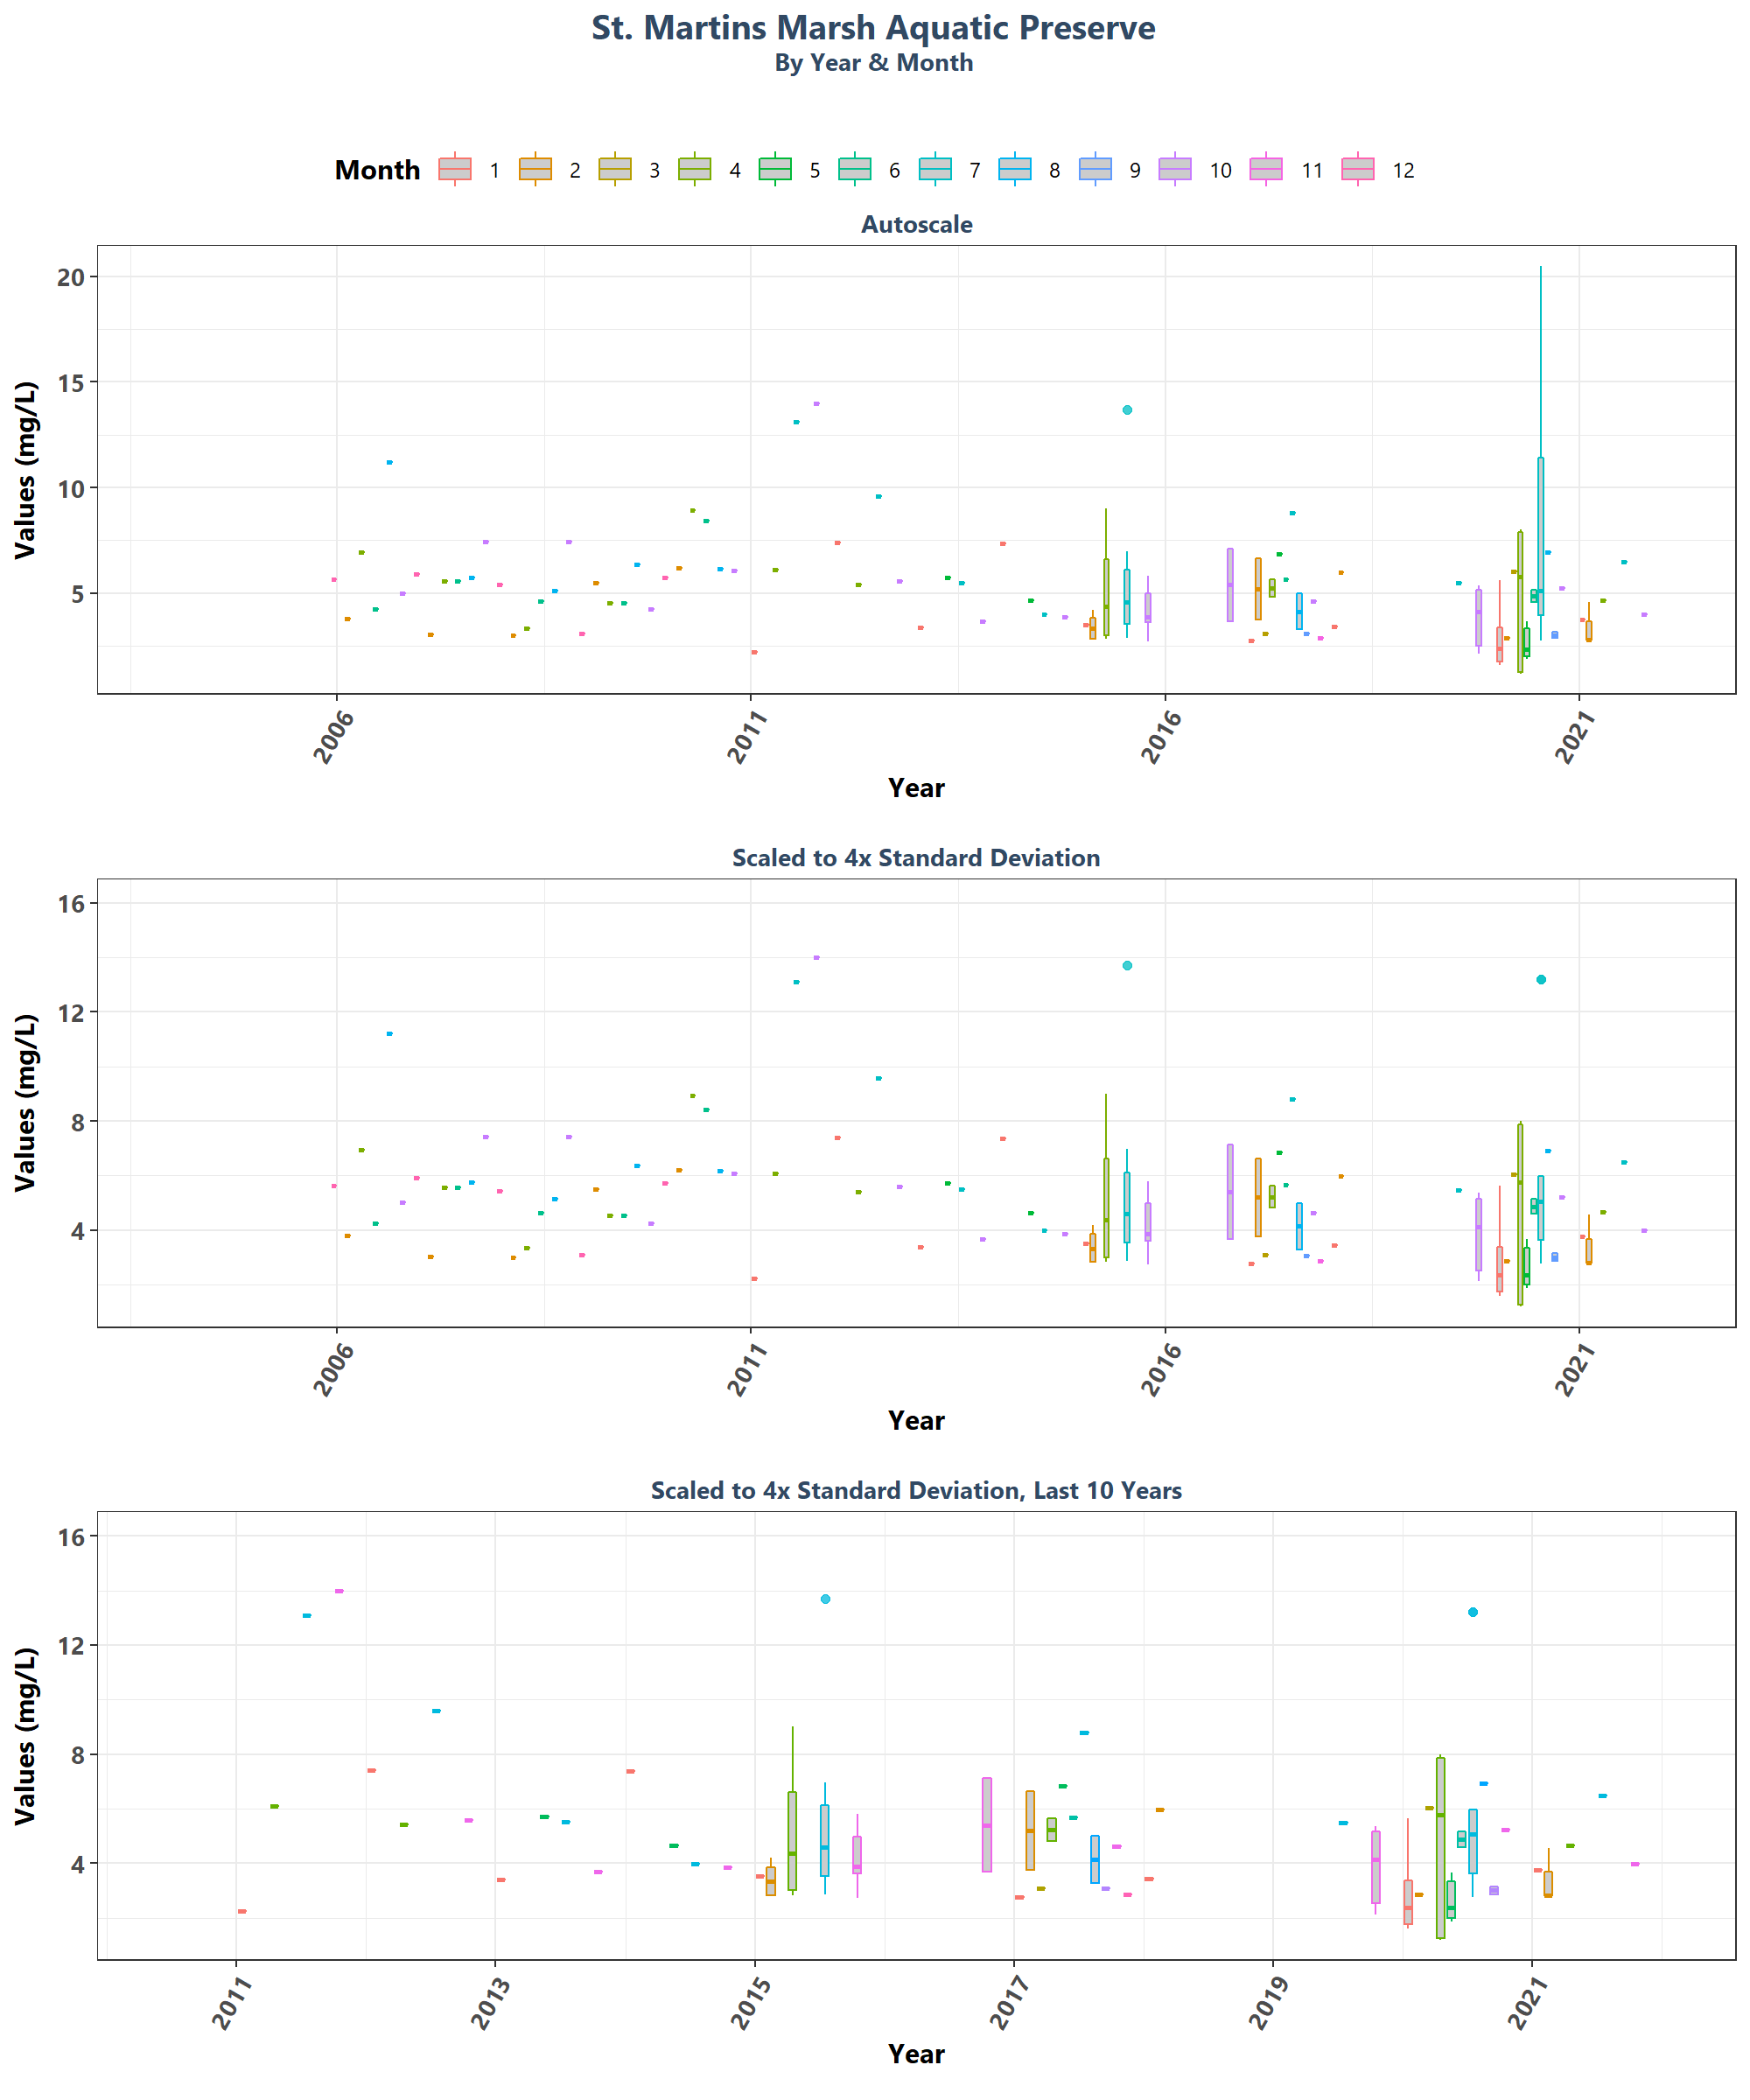 St. Martins Marsh Aquatic Preserve
By Year & Month
Month 1 2 3 4 5 6 7 8 9 10 11 12
Autoscale
20
15
10
5
Values (mg/L)
2006 2011 2016 2021
Year
Scaled to 4x Standard Deviation
16
12
8
4
Values (mg/L)
2006 2011 2016 2021
Year
Scaled to 4x Standard Deviation, Last 10 Years
16
12
8
4
Values (mg/L)
2011 2013 2015 2017 2019 2021
Year